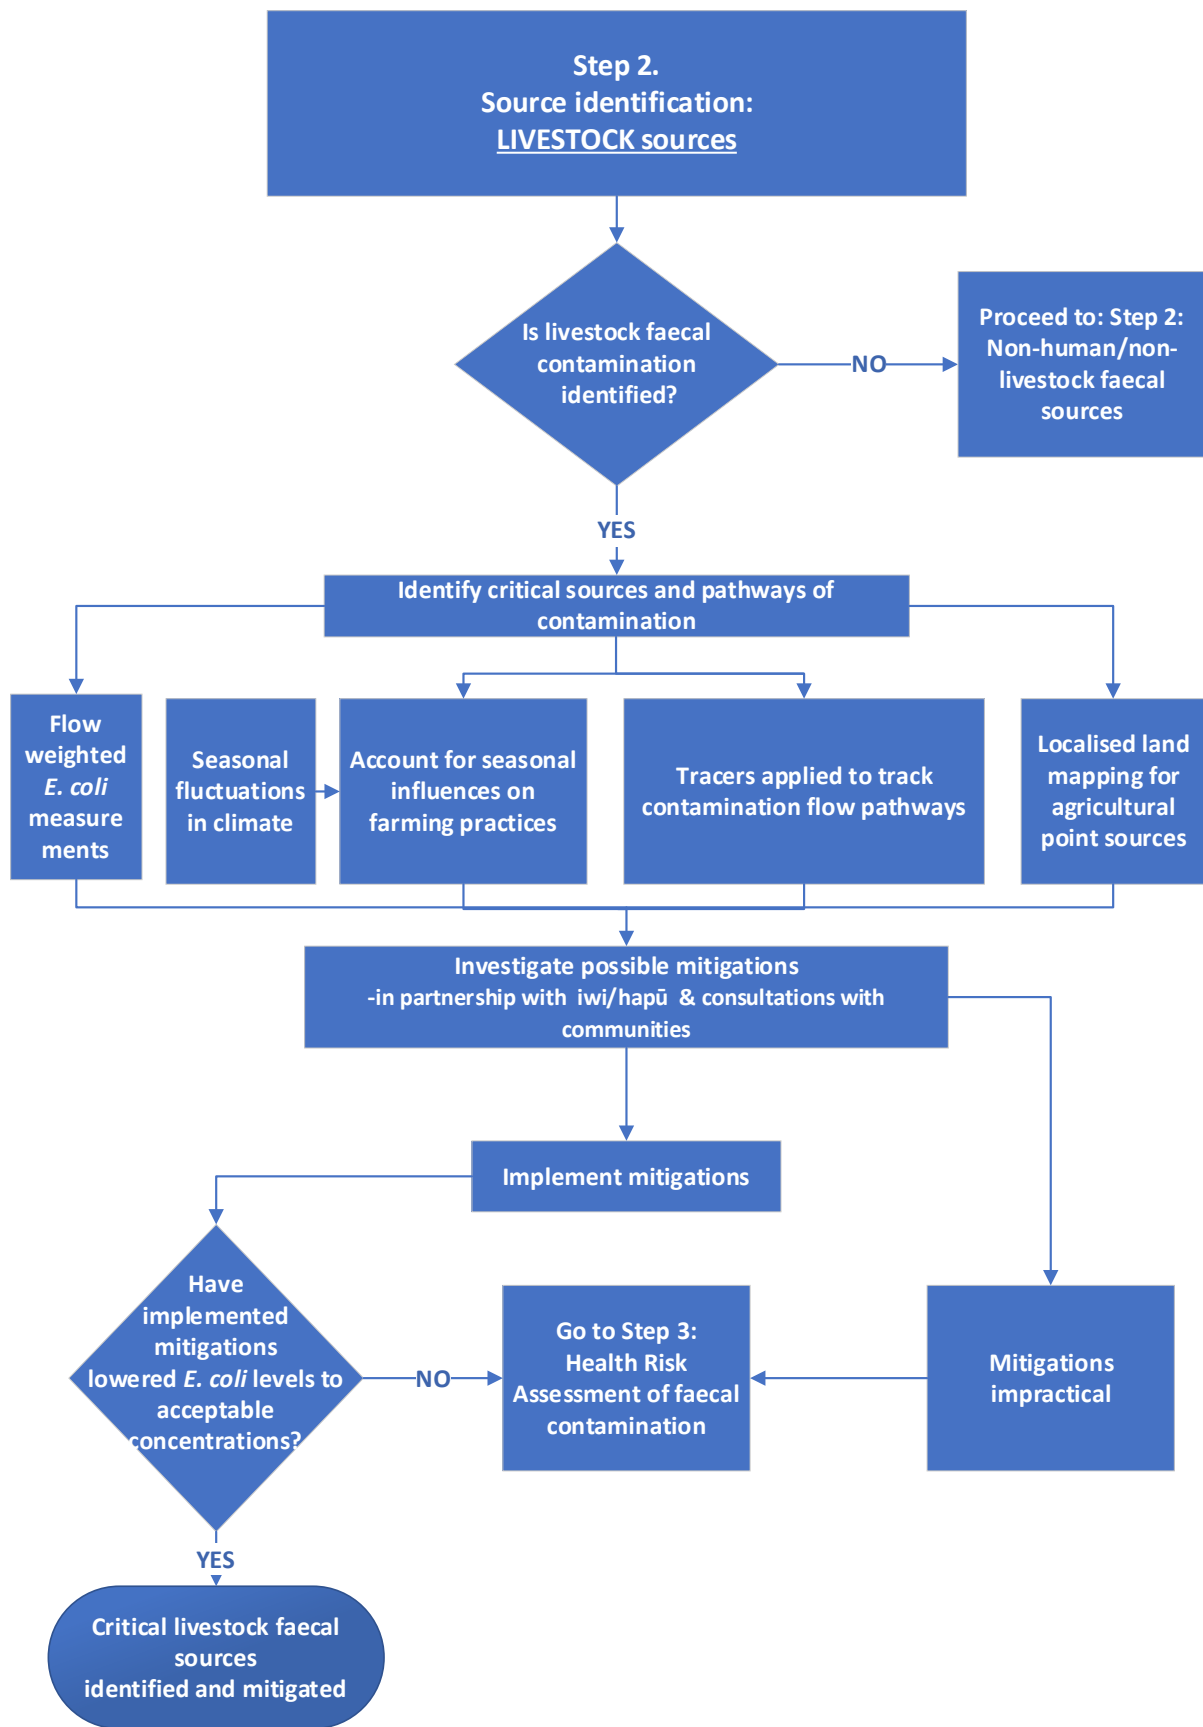 Step 2.
Source identification:
LIVESTOCK sources
Is livestock faecal
contamination
identified?
NO
Proceed to: Step 2:
Non-human/non-
livestock faecal
sources
YES
Identify critical sources and pathways of
contamination
Flow
weighted
E. coli
measure
ments
Seasonal
fluctuations
in climate
Account for seasonal
influences on
farming practices
Tracers applied to track
contamination flow pathways
Localised land
mapping for
agricultural
point sources
Investigate possible mitigations
-in partnership with iwi/hapū & consultations with
communities
Implement mitigations
Have
implemented
mitigations
lowered E. coli levels to
acceptable
concentrations?
NO
Go to Step 3:
Health Risk
Assessment of faecal
contamination
Mitigations
impractical
YES
Critical livestock faecal
sources
identified and mitigated